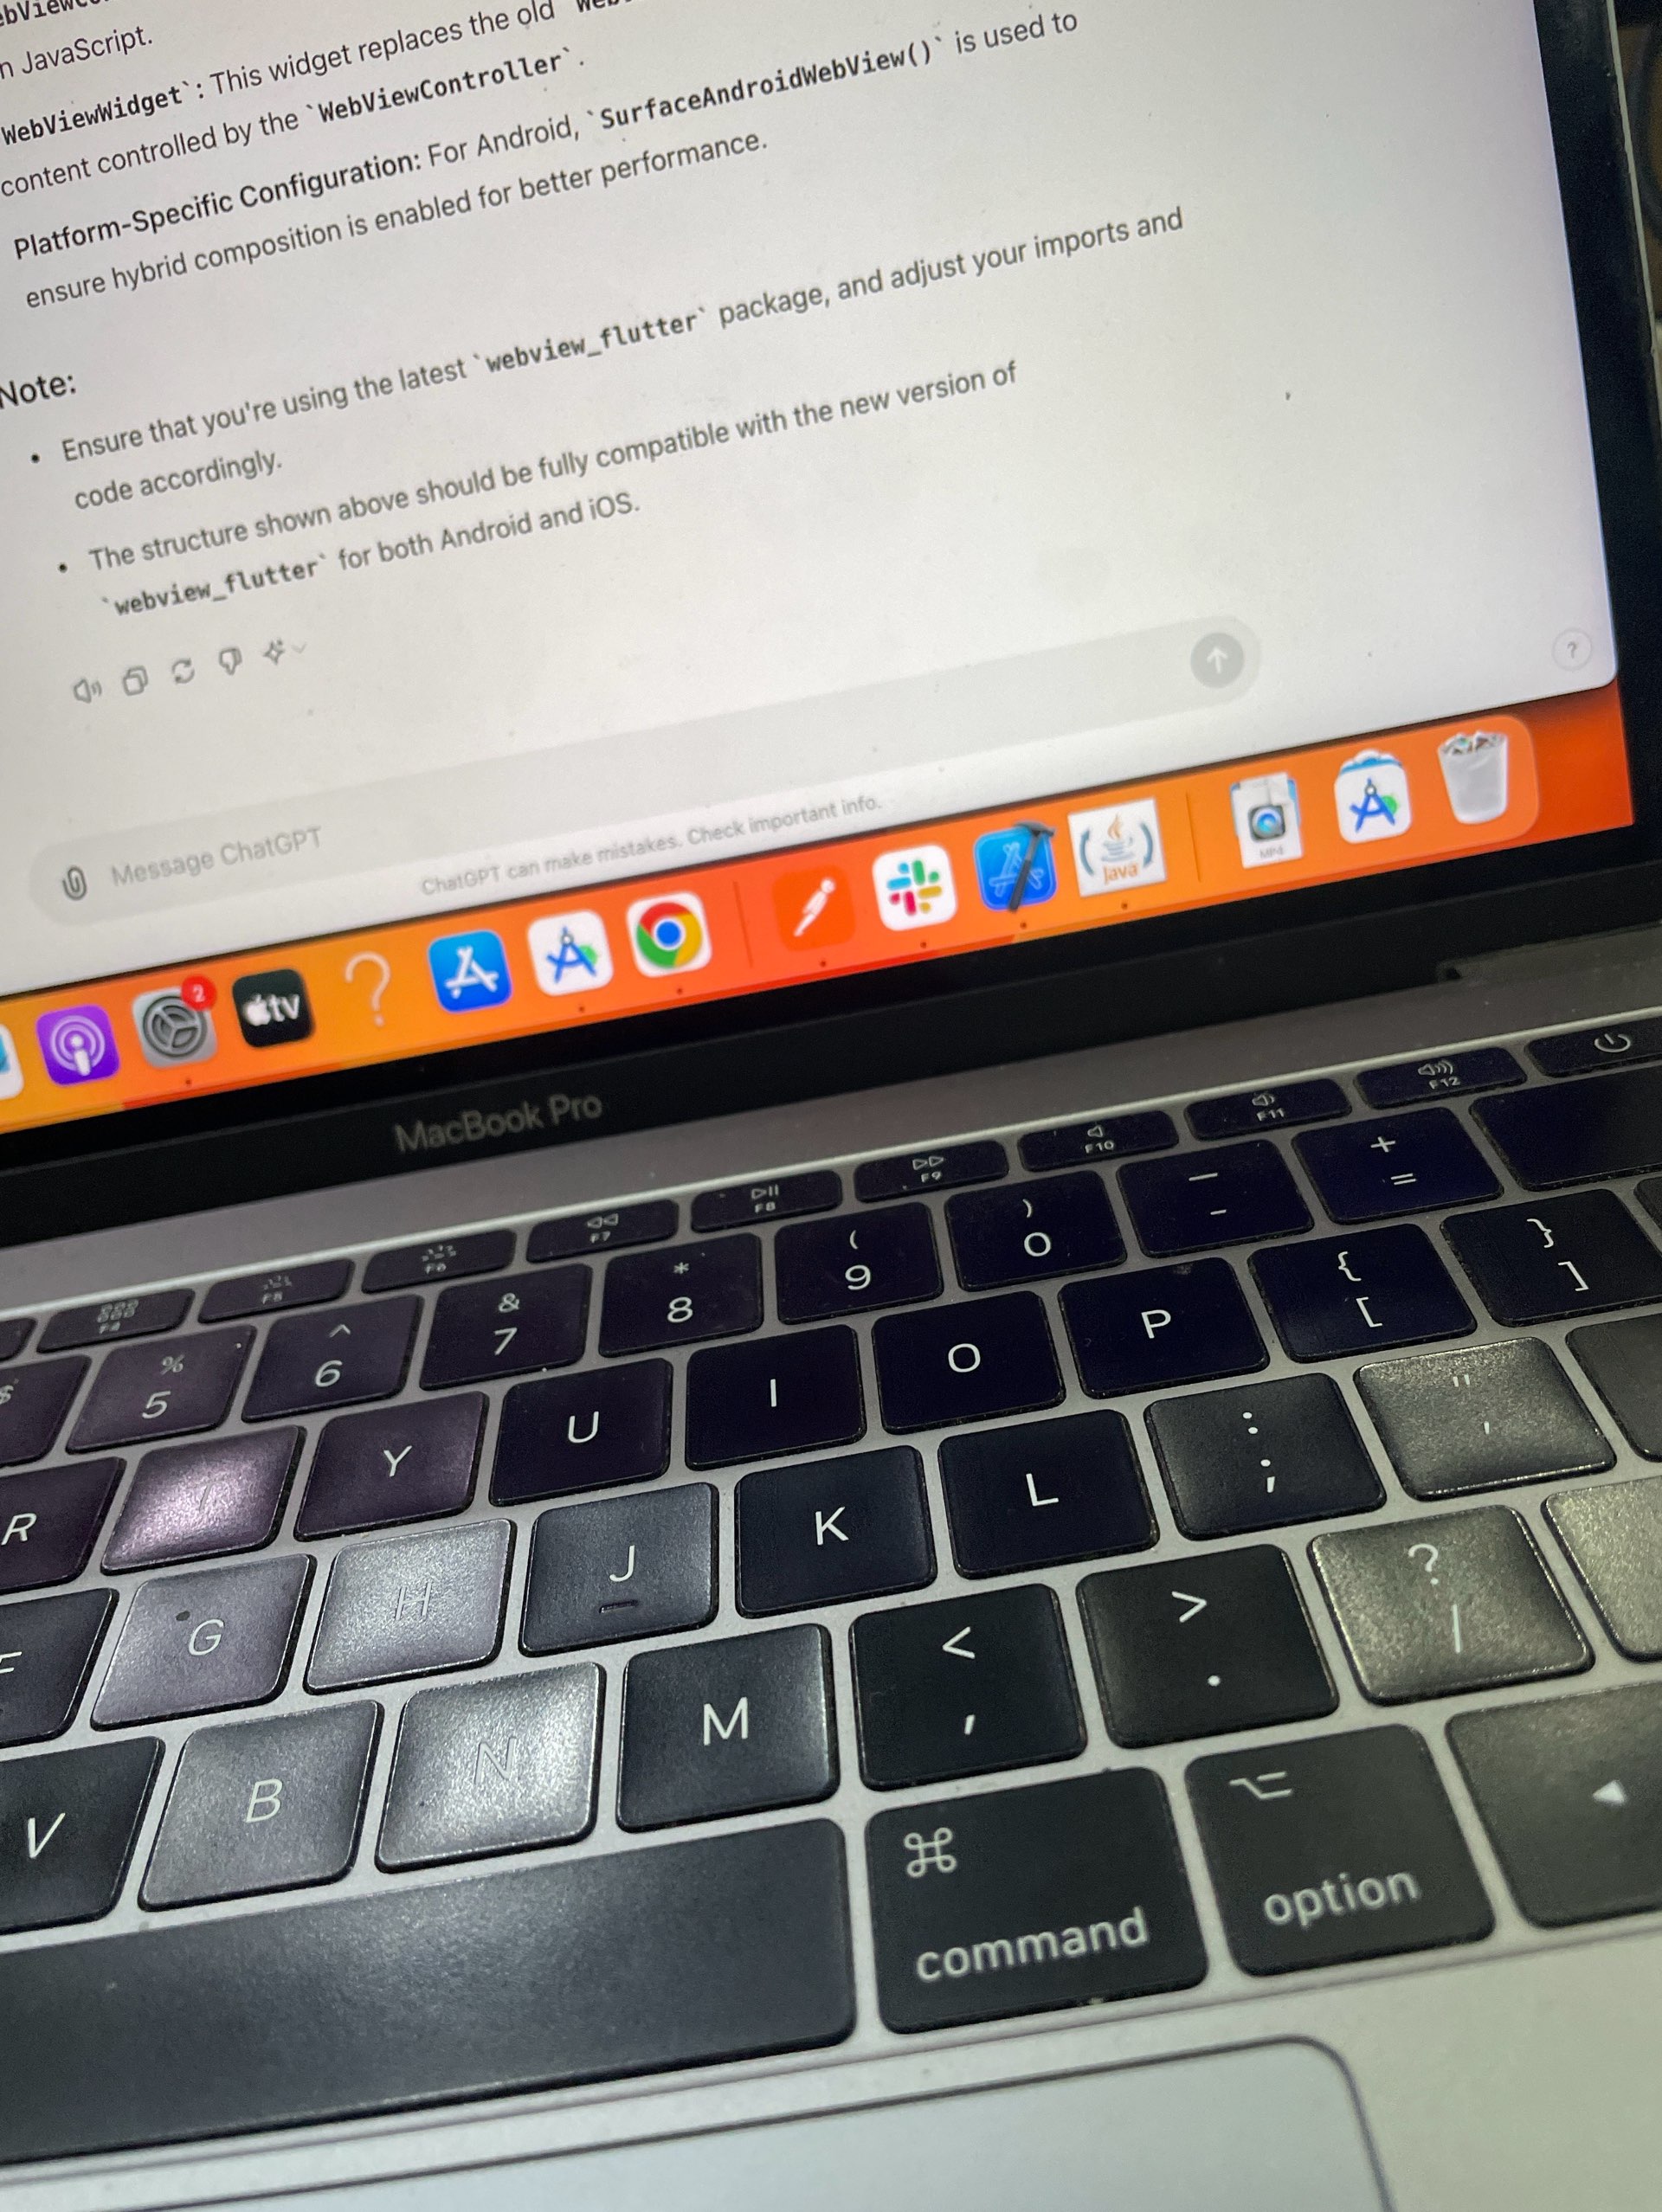 n JavaScript.
WebViewWidget`: This widget replaces the old
content controlled by the `WebViewController`.
Platform-Specific Configuration: For Android, `SurfaceAndroidWebView()` is used to
ensure hybrid composition is enabled for better performance.
Note:
• Ensure that you're using the latest `webview_flutter` package, and adjust your imports and
code accordingly.
• The structure shown above should be fully compatible with the new version of
`webview_flutter` for both Android and iOS.
?
Message ChatGPT
ChatGPT can make mistakes. Check important info.
2
tv
?
Java
MP4
MacBook Pro
F4 F5 F6 F7 F8 F9 F10 F11 F12
$ % ^ & * ( ) — +
5 6 7 8 9 0 - =
R T Y U I O P { [ } ]
F G H J K L : ; " '
V B N M < , > . ? /
⌘ ⌥ ◀
command option